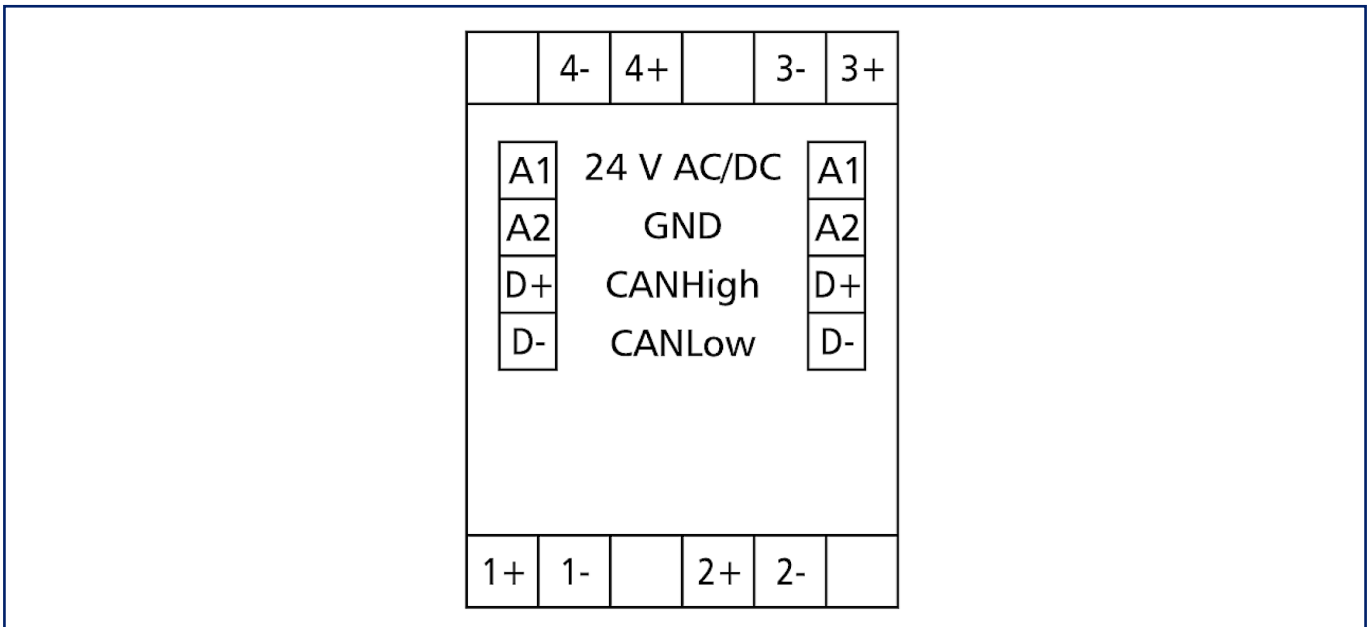 4- 4+ 3- 3+
A1 24 V AC/DC A1
A2 GND A2
D+ CANHigh D+
D- CANLow D-
1+ 1- 2+ 2-